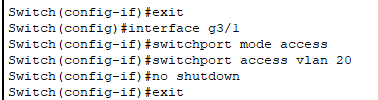 Switch(config-if)#exit
Switch(config)#interface g3/1
Switch(config-if)#switchport mode access
Switch(config-if)#switchport access vlan 20
Switch(config-if)#no shutdown
Switch(config-if)#exit